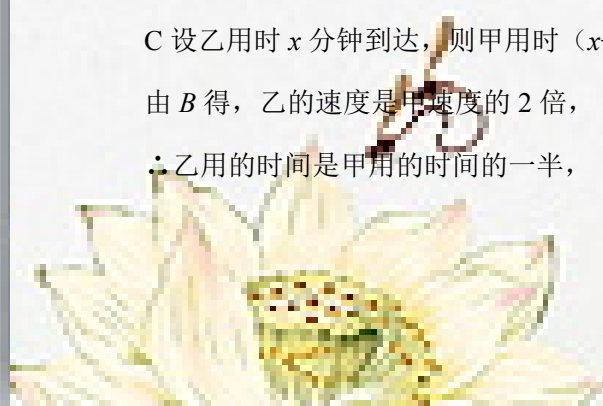 C 设乙用时 x 分钟到达，则甲用时（x
由 B 得，乙的速度是甲速度的 2 倍，
∴乙用的时间是甲用的时间的一半，